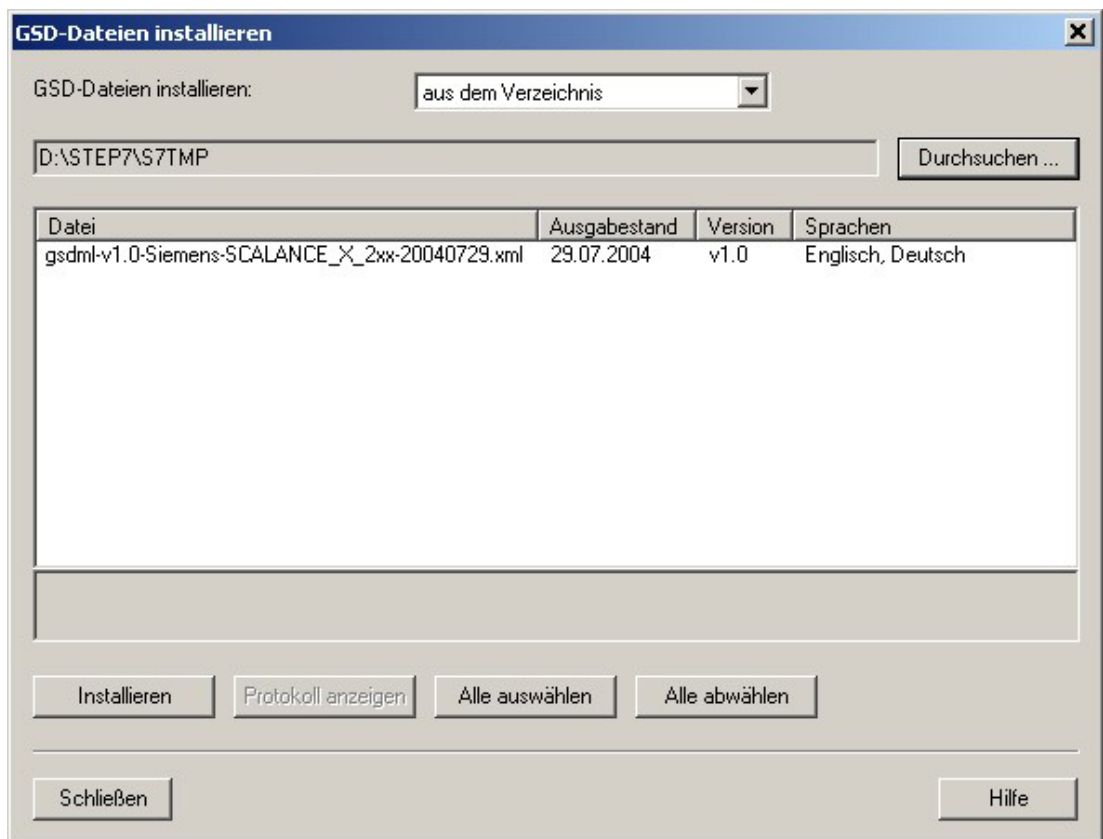 GSD-Dateien installieren
GSD-Dateien installieren: aus dem Verzeichnis
D:\STEP7\S7TMP Durchsuchen ...
Datei Ausgabestand Version Sprachen
gsdml-v1.0-Siemens-SCALANCE_X_2xx-20040729.xml 29.07.2004 v1.0 Englisch, Deutsch
Installieren Protokoll anzeigen Alle auswählen Alle abwählen
Schließen Hilfe